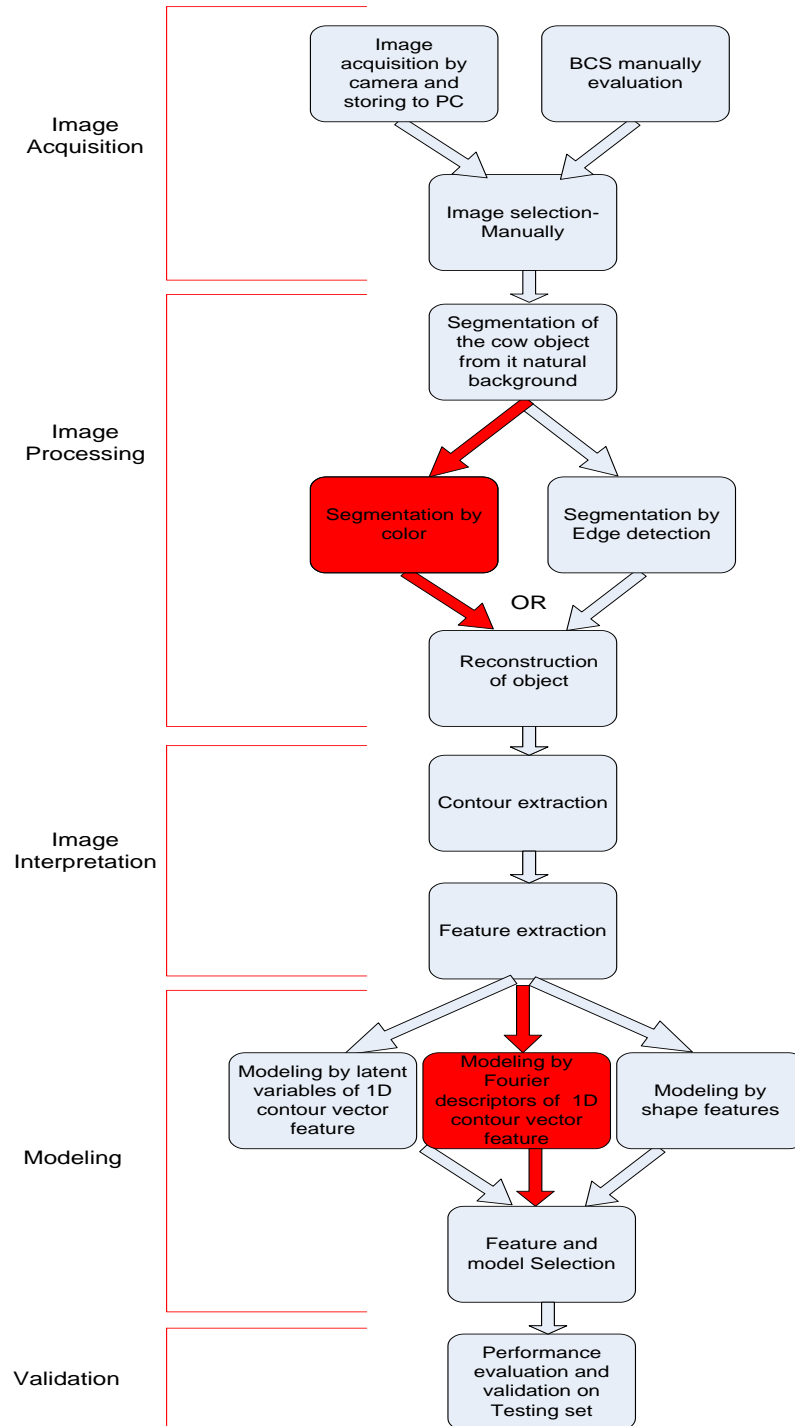 Image
acquisition by
camera and
storing to PC
BCS manually
evaluation
Image
Acquisition
Image selection-
Manually
Segmentation of
the cow object
from it natural
background
Image
Processing
Segmentation by
color
Segmentation by
Edge detection
OR
Reconstruction
of object
Contour extraction
Image
Interpretation
Feature extraction
Modeling by latent
variables of 1D
contour vector
feature
Modeling by
Fourier
descriptors of 1D
contour vector
feature
Modeling by
shape features
Modeling
Feature and
model Selection
Validation
Performance
evaluation and
validation on
Testing set